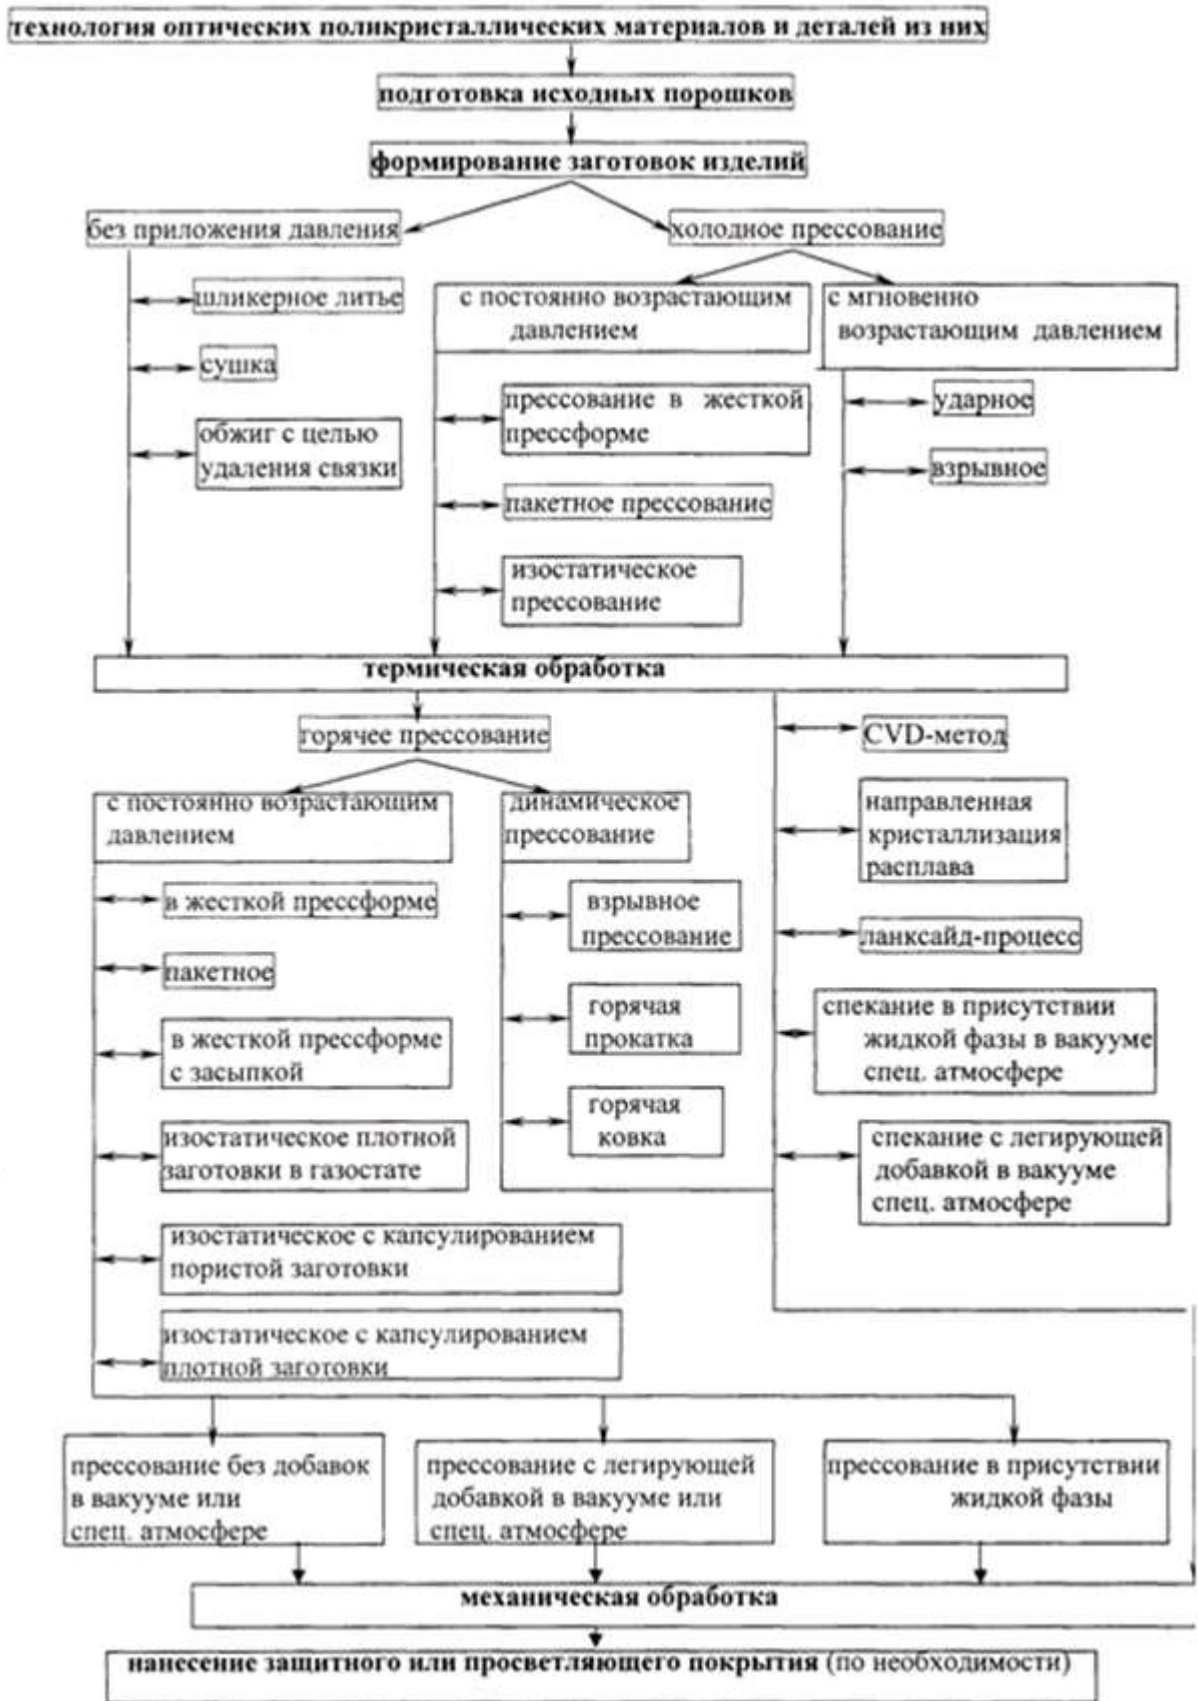 технология оптических поликристаллических материалов и деталей из них
подготовка исходных порошков
формирование заготовок изделий
без приложения давления
холодное прессование
шликерное литье
сушка
обжиг с целью
удаления связки
с постоянно возрастающим
давлением
прессование в жесткой
прессформе
пакетное прессование
изостатическое
прессование
с мгновенно
возрастающим давлением
ударное
взрывное
термическая обработка
горячее прессование
с постоянно возрастающим
давлением
в жесткой прессформе
пакетное
в жесткой прессформе
с засыпкой
изостатическое плотной
заготовки в газостате
изостатическое с капсулированием
пористой заготовки
изостатическое с капсулированием
плотной заготовки
динамическое
прессование
взрывное
прессование
горячая
прокатка
горячая
ковка
CVD-метод
направленная
кристаллизация
расплава
ланксайд-процесс
спекание в присутствии
жидкой фазы в вакууме
спец. атмосфере
спекание с легирующей
добавкой в вакууме
спец. атмосфере
прессование без добавок
в вакууме или
спец. атмосфере
прессование с легирующей
добавкой в вакууме или
спец. атмосфере
прессование в присутствии
жидкой фазы
механическая обработка
нанесение защитного или просветляющего покрытия (по необходимости)